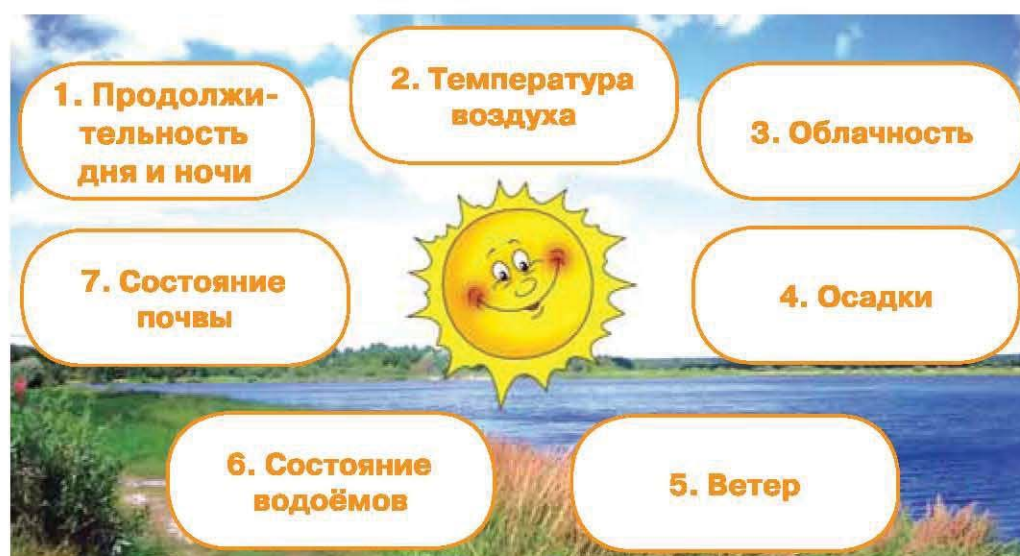 1. Продолжи-
тельность
дня и ночи
2. Температура
воздуха
3. Облачность
4. Осадки
5. Ветер
6. Состояние
водоёмов
7. Состояние
почвы